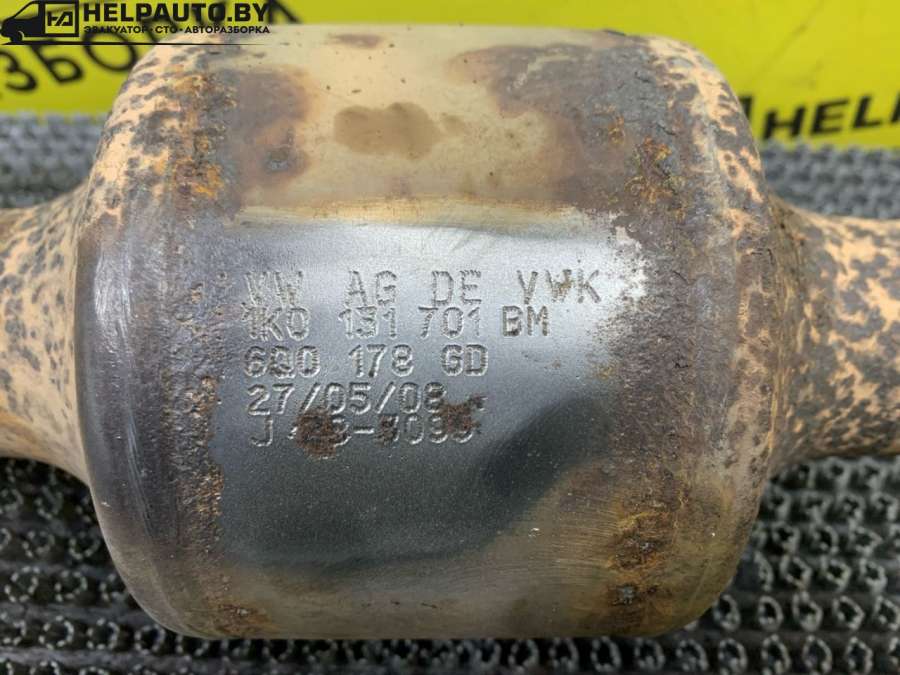 HELPAUTO.BY
ЭВАКУАТОР · СТО · АВТОРАЗБОРКА
HELP
VW AG DE VWK
1K0 131 701 BM
6Q0 178 GD
27/05/08